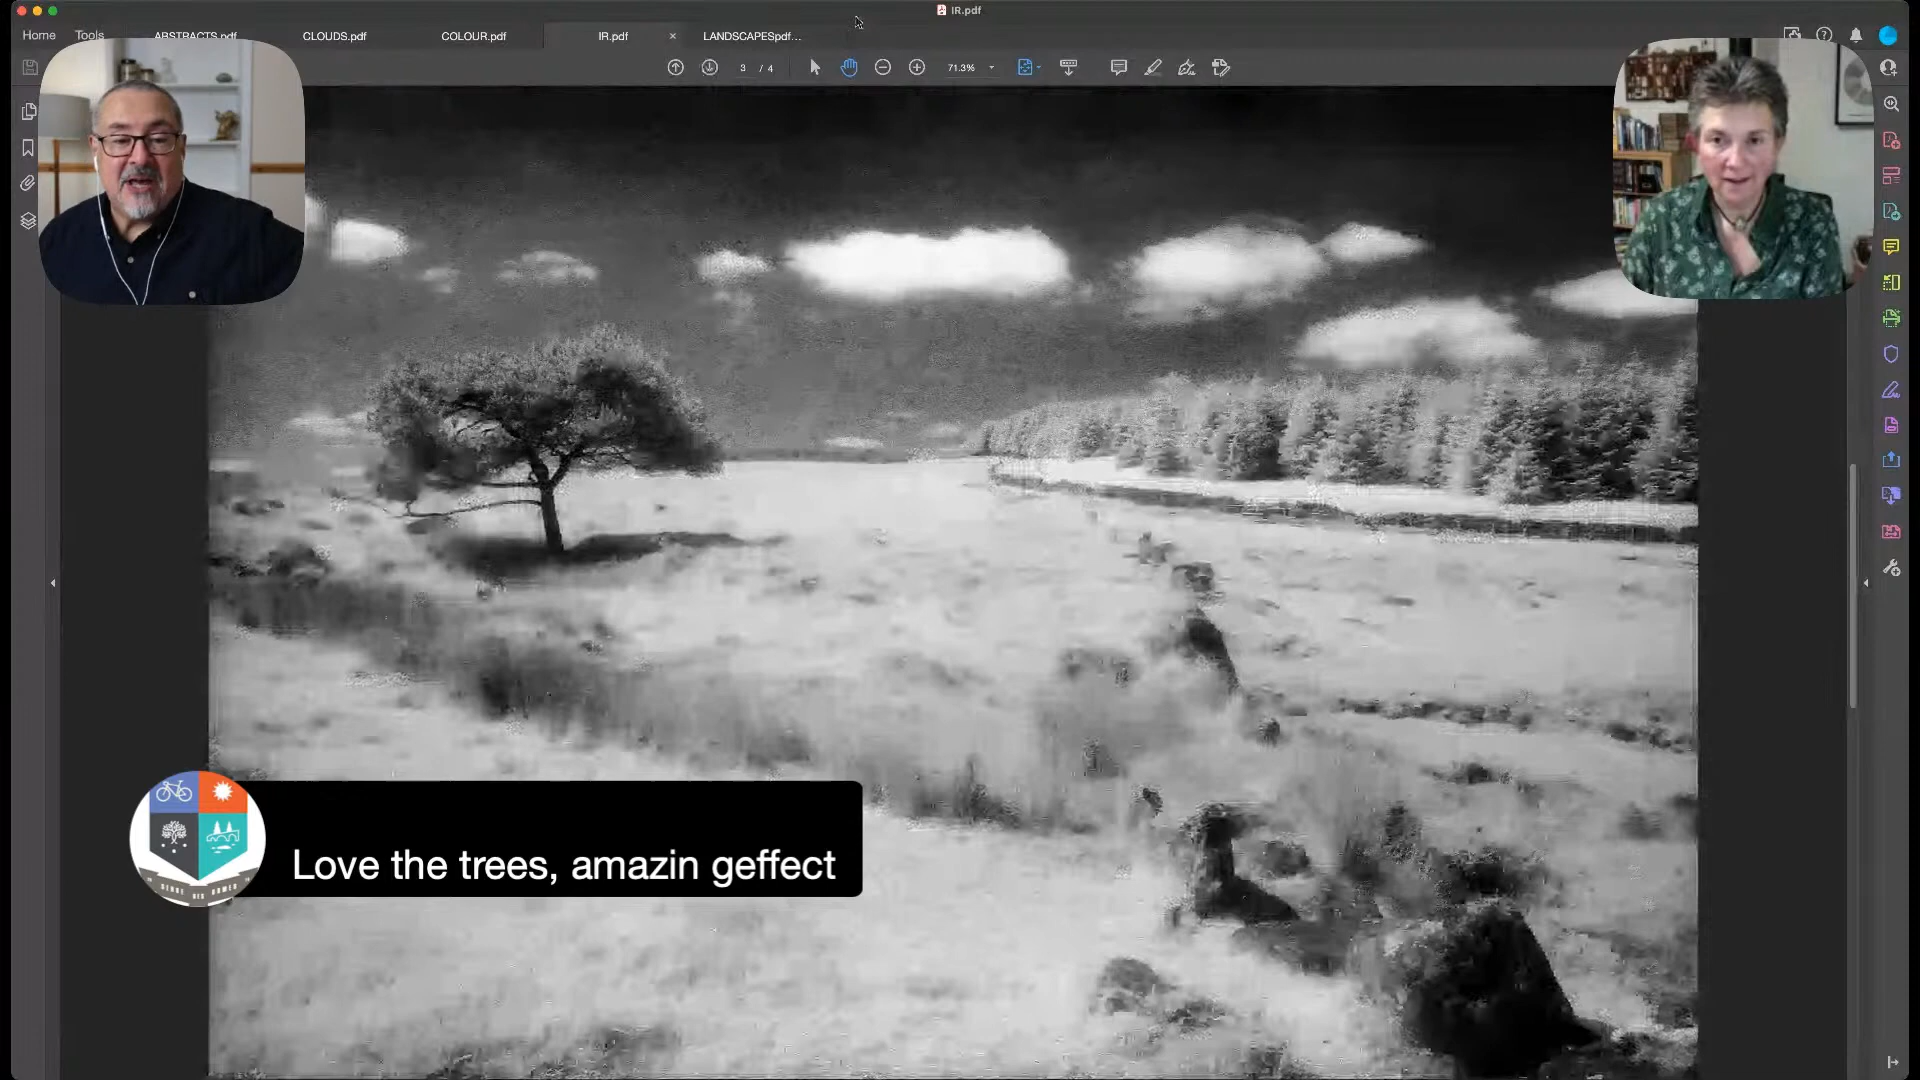 IR.pdf
Home
Tools
ABSTRACTS.pdf
CLOUDS.pdf
COLOUR.pdf
IR.pdf
LANDSCAPESpdf...
3 / 4
71.3%
Love the trees, amazin geffect